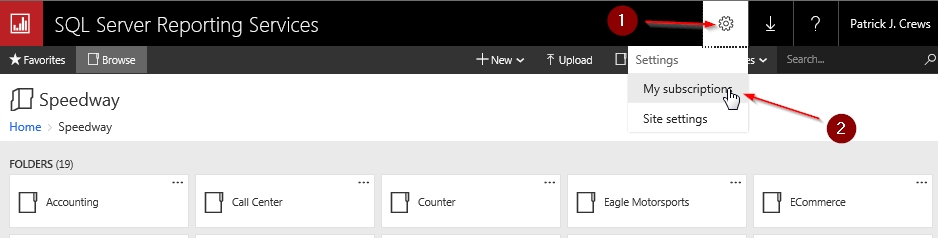 SQL Server Reporting Services
1
?
Patrick J. Crews
Favorites
Browse
New
Upload
Search...
Settings
My subscriptions
Site settings
2
Speedway
Home > Speedway
FOLDERS (19)
Accounting
Call Center
Counter
Eagle Motorsports
ECommerce